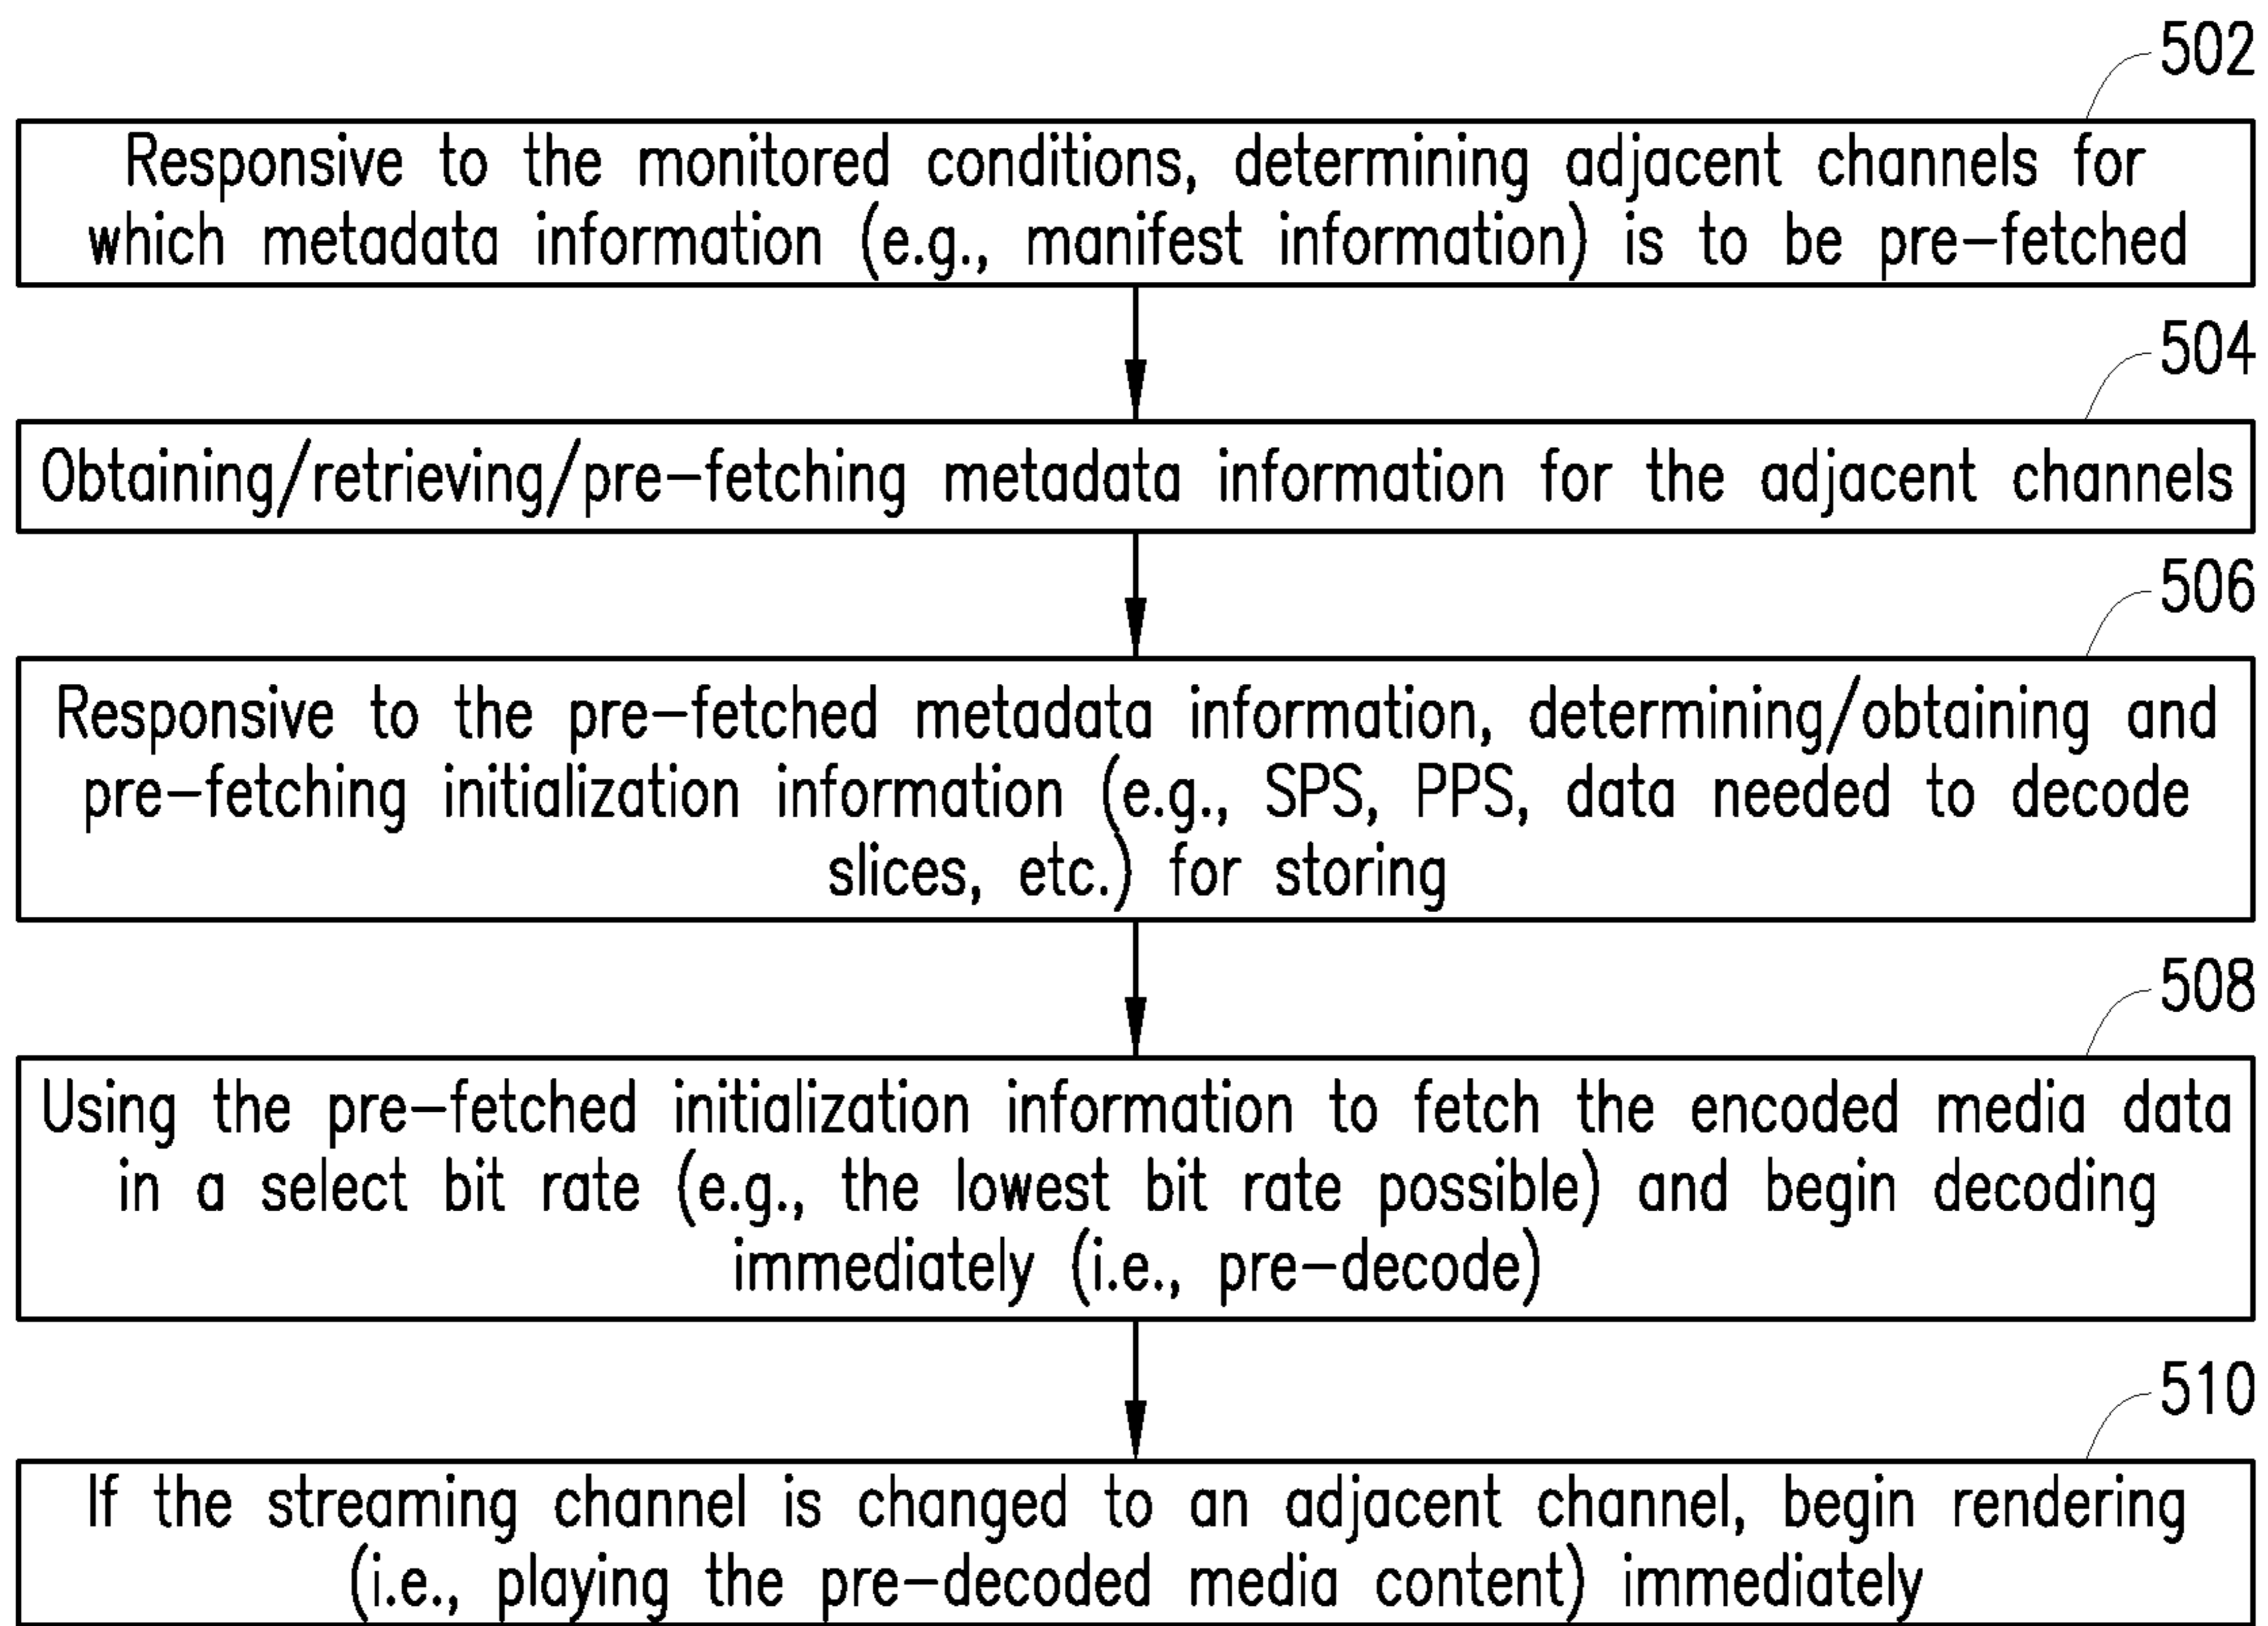 502
Responsive to the monitored conditions, determining adjacent channels for
which metadata information (e.g., manifest information) is to be pre-fetched
504
Obtaining/retrieving/pre-fetching metadata information for the adjacent channels
506
Responsive to the pre-fetched metadata information, determining/obtaining and
pre-fetching initialization information (e.g., SPS, PPS, data needed to decode
slices, etc.) for storing
508
Using the pre-fetched initialization information to fetch the encoded media data
in a select bit rate (e.g., the lowest bit rate possible) and begin decoding
immediately (i.e., pre-decode)
510
If the streaming channel is changed to an adjacent channel, begin rendering
(i.e., playing the pre-decoded media content) immediately